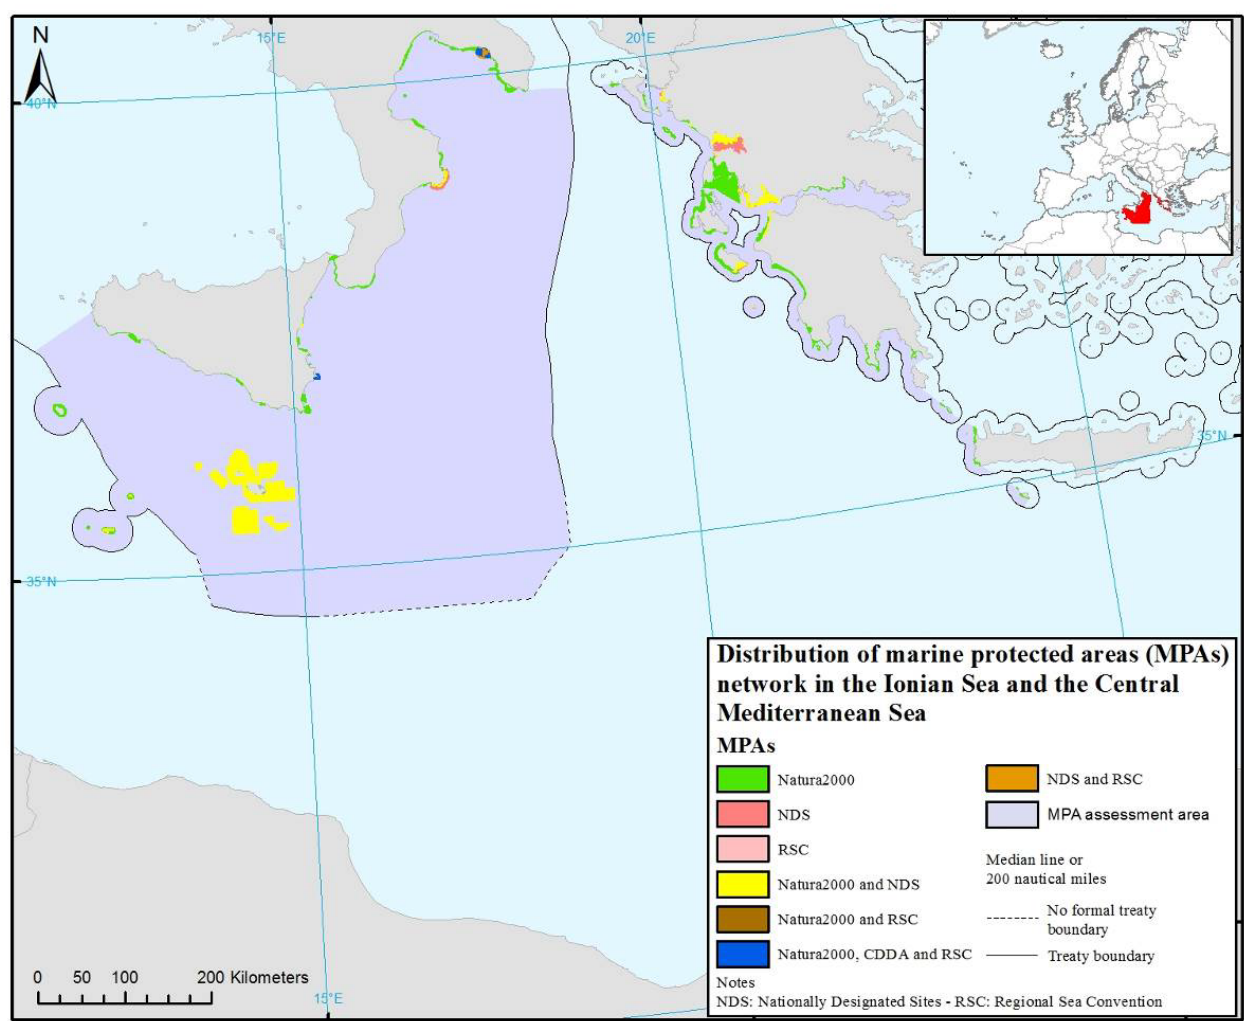 N
15°E
20°E
40°N
35°N
35°N
15°E
0 50 100 200 Kilometers
Distribution of marine protected areas (MPAs)
network in the Ionian Sea and the Central
Mediterranean Sea
MPAs
Natura2000
NDS
RSC
Natura2000 and NDS
Natura2000 and RSC
Natura2000, CDDA and RSC
NDS and RSC
MPA assessment area
Median line or
200 nautical miles
No formal treaty
boundary
Treaty boundary
Notes
NDS: Nationally Designated Sites - RSC: Regional Sea Convention